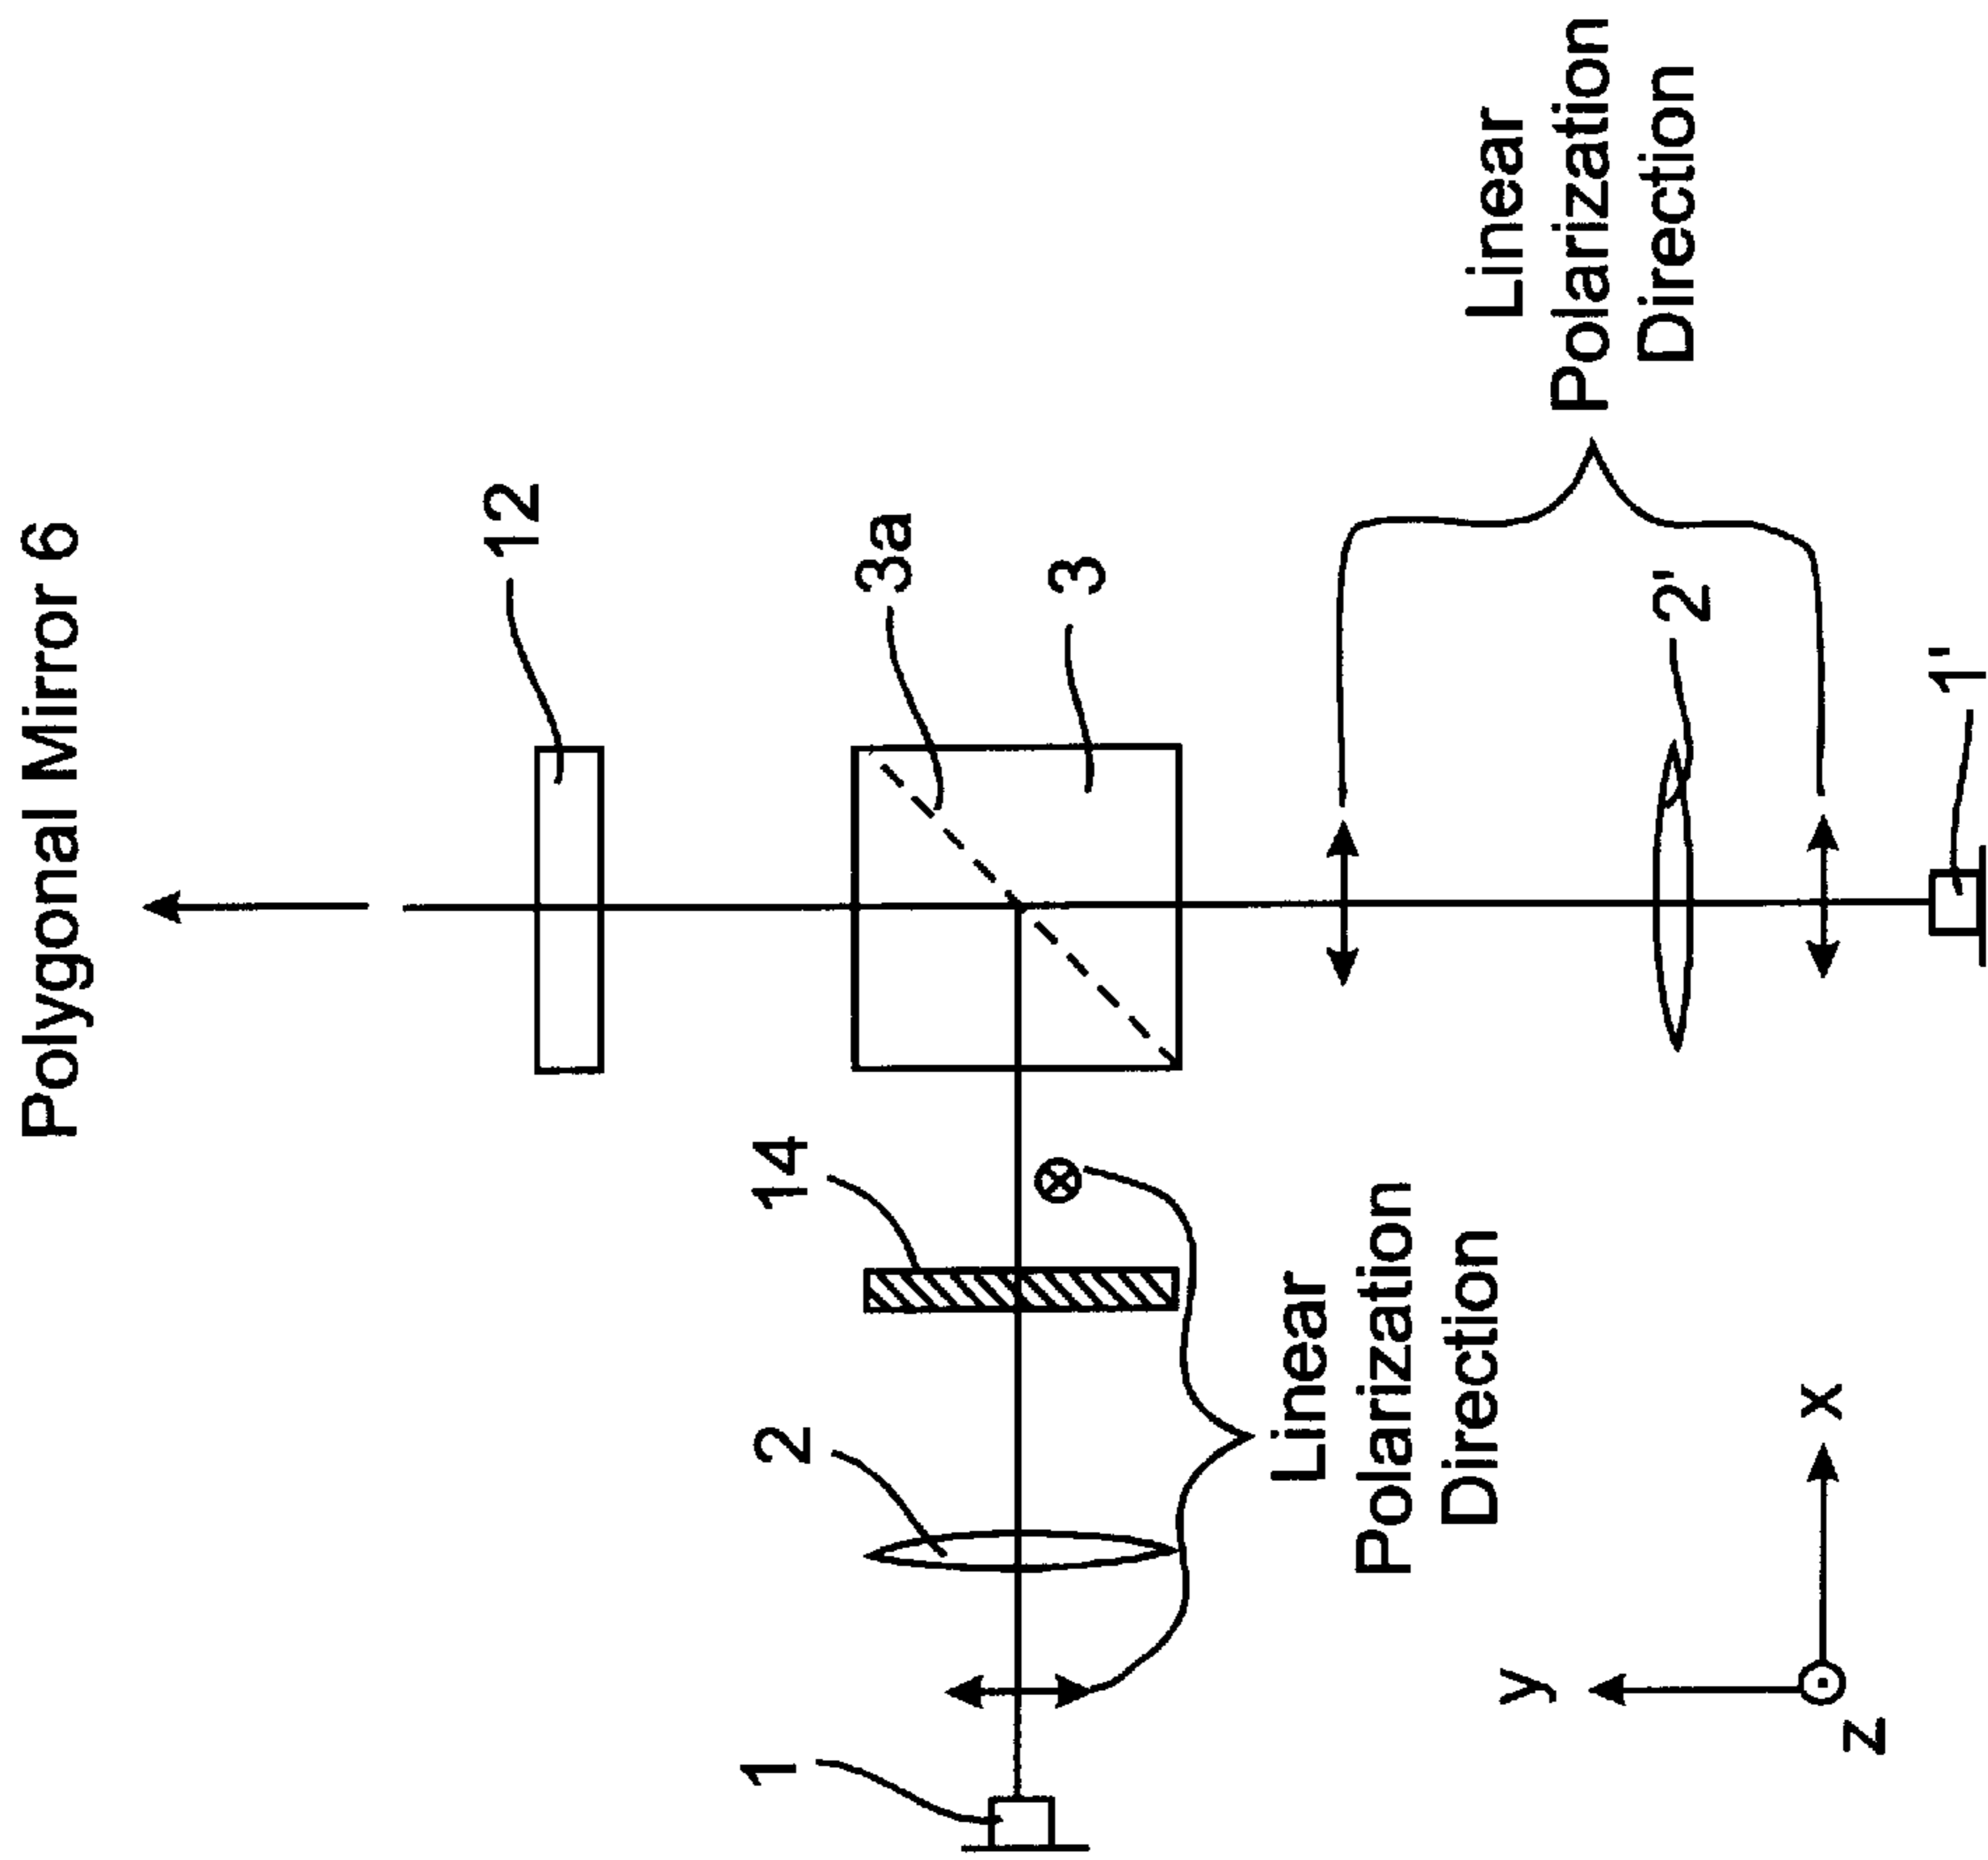 Polygonal Mirror 6
12
3a
3
14
2
1
Linear
Polarization
Direction
2'
1'
Linear
Polarization
Direction
y
x
z